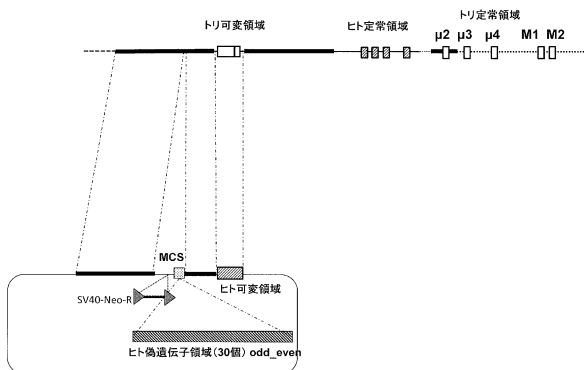 トリ可変領域
ヒト定常領域
トリ定常領域
μ2 μ3 μ4 M1 M2
MCS
ヒト可変領域
SV40-Neo-R
ヒト偽遺伝子領域(30個) odd_even